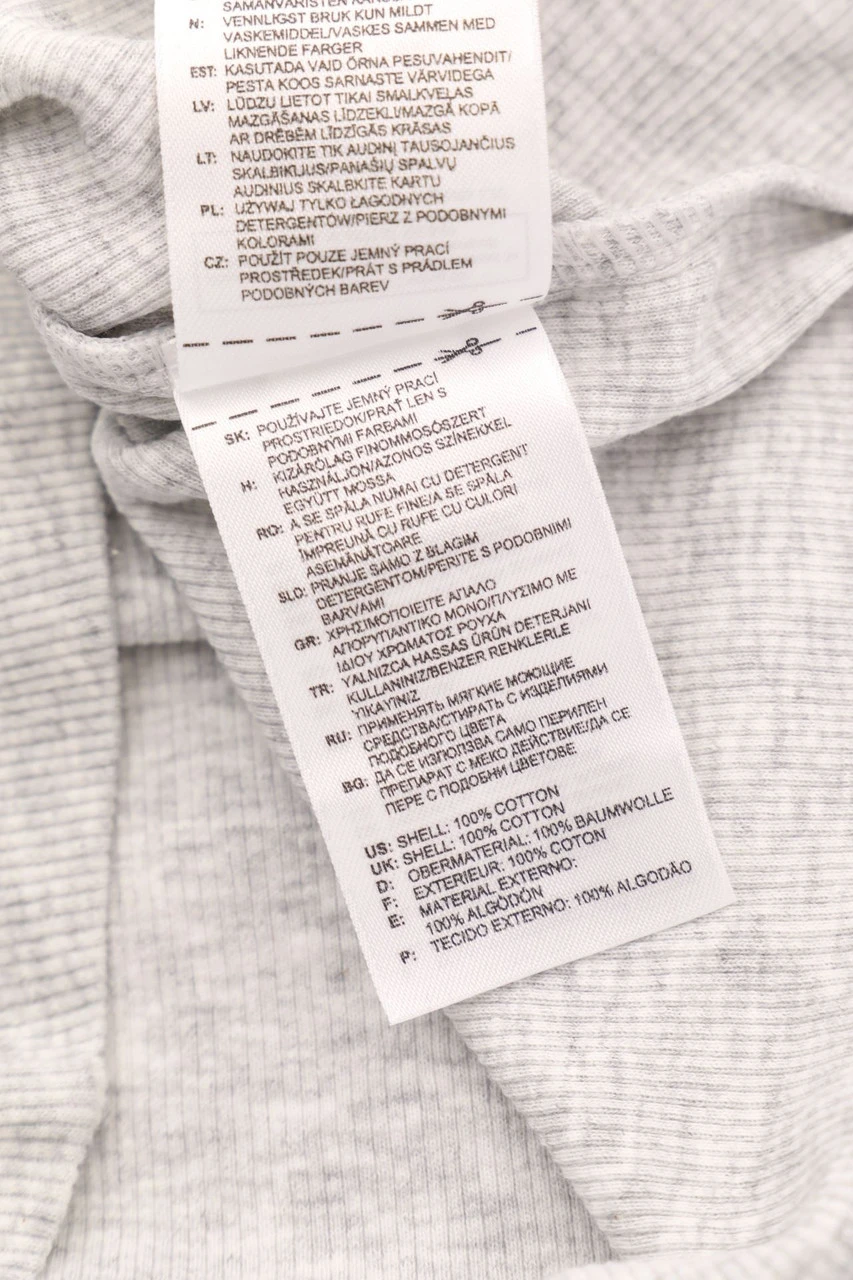 SAMANVÄRISTEN
N: VENNLIGST BRUK KUN MILDT
VASKEMIDDEL/VASKES SAMMEN MED
LIKNENDE FARGER
EST: KASUTADA VAID ÕRNA PESUVAHENDIT/
PESTA KOOS SARNASTE VÄRVIDEGA
LV: LŪDZU LIETOT TIKAI SMALKVEĻAS
MAZGĀŠANAS LĪDZEKLI/MAZGĀ KOPĀ
AR DRĒBĒM LĪDZĪGĀS KRĀSAS
LT: NAUDOKITE TIK AUDINĮ TAUSOJANČIUS
SKALBIKLIUS/PANAŠIŲ SPALVŲ
AUDINIUS SKALBKITE KARTU
PL: UŻYWAJ TYLKO ŁAGODNYCH
DETERGENTÓW/PIERZ Z PODOBNYMI
KOLORAMI
CZ: POUŽÍT POUZE JEMNÝ PRACÍ
PROSTŘEDEK/PRÁT S PRÁDLEM
PODOBNÝCH BAREV
SK: POUŽÍVAJTE JEMNÝ PRACÍ
PROSTRIEDOK/PRAŤ LEN S
PODOBNÝMI FARBAMI
H: KIZÁRÓLAG FINOMMOSÓSZERT
HASZNÁLJON/AZONOS SZÍNEKKEL
EGYÜTT MOSSA
RO: A SE SPĂLA NUMAI CU DETERGENT
PENTRU RUFE FINE/A SE SPĂLA
ÎMPREUNĂ CU RUFE CU CULORI
ASEMĂNĂTOARE
SLO: PRANJE SAMO Z BLAGIM
DETERGENTOM/PERITE S PODOBNIMI
BARVAMI
GR: ΧΡΗΣΙΜΟΠΟΙΕΙΤΕ ΑΠΑΛΟ
ΑΠΟΡΥΠΑΝΤΙΚΟ ΜΟΝΟ/ΠΛΥΣΙΜΟ ΜΕ
ΙΔΙΟΥ ΧΡΩΜΑΤΟΣ ΡΟΥΧΑ
TR: YALNIZCA HASSAS ÜRÜN DETERJANI
KULLANINIZ/BENZER RENKLERLE
YIKAYINIZ
RU: ПРИМЕНЯТЬ МЯГКИЕ МОЮЩИЕ
СРЕДСТВА/СТИРАТЬ С ИЗДЕЛИЯМИ
ПОДОБНОГО ЦВЕТА
BG: ДА СЕ ИЗПОЛЗВА САМО ПЕРИЛЕН
ПРЕПАРАТ С МЕКО ДЕЙСТВИЕ/ДА СЕ
ПЕРЕ С ПОДОБНИ ЦВЕТОВЕ
US: SHELL: 100% COTTON
UK: SHELL: 100% COTTON
D: OBERMATERIAL: 100% BAUMWOLLE
F: EXTERIEUR: 100% COTON
E: MATERIAL EXTERNO:
100% ALGODÓN
P: TECIDO EXTERNO: 100% ALGODÃO